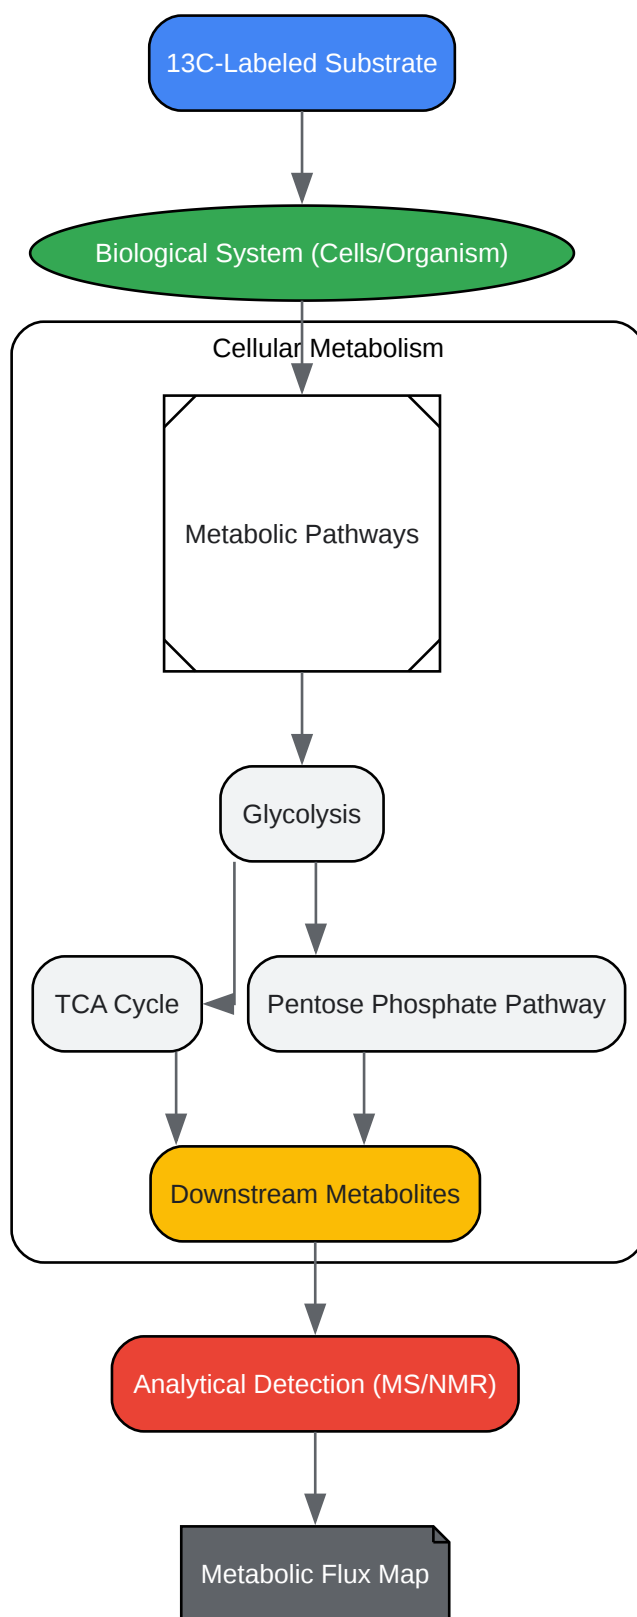 13C-Labeled Substrate
Biological System (Cells/Organism)
Cellular Metabolism
Metabolic Pathways
Glycolysis
TCA Cycle
Pentose Phosphate Pathway
Downstream Metabolites
Analytical Detection (MS/NMR)
Metabolic Flux Map